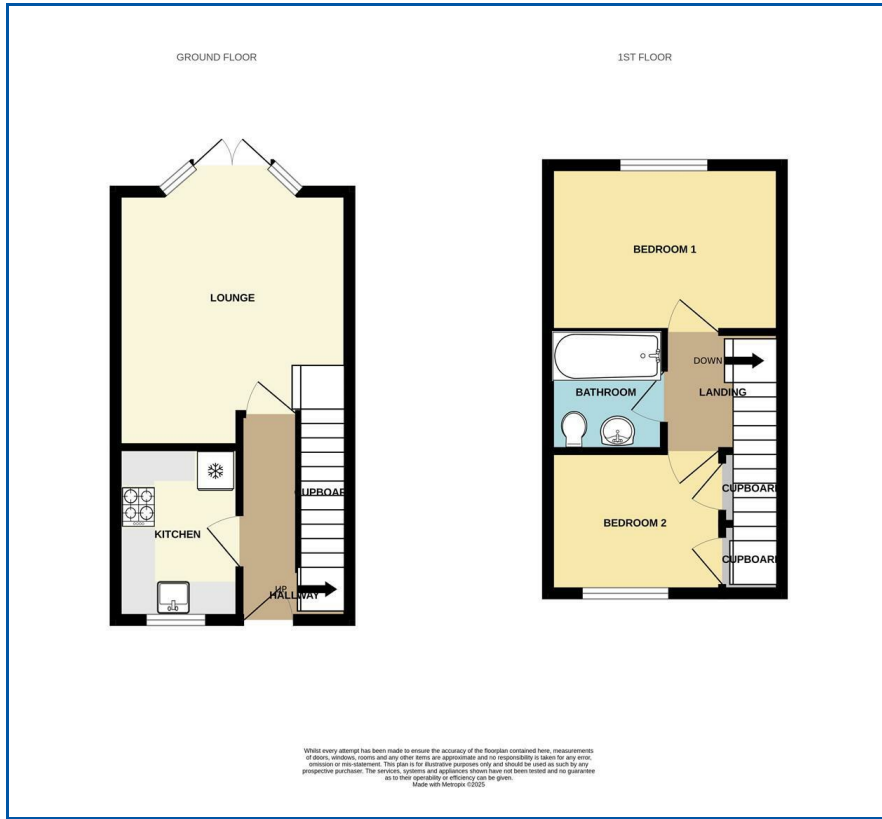 GROUND FLOOR
1ST FLOOR
LOUNGE
CUPBOARD
KITCHEN
UP
HALLWAY
BEDROOM 1
DOWN
BATHROOM
LANDING
BEDROOM 2
CUPBOARD
CUPBOARD
Whilst every attempt has been made to ensure the accuracy of the floorplan contained here, measurements
of doors, windows, rooms and any other items are approximate and no responsibility is taken for any error,
omission or mis-statement. This plan is for illustrative purposes only and should be used as such by any
prospective purchaser. The services, systems and appliances shown have not been tested and no guarantee
as to their operability or efficiency can be given.
Made with Metropix ©2025